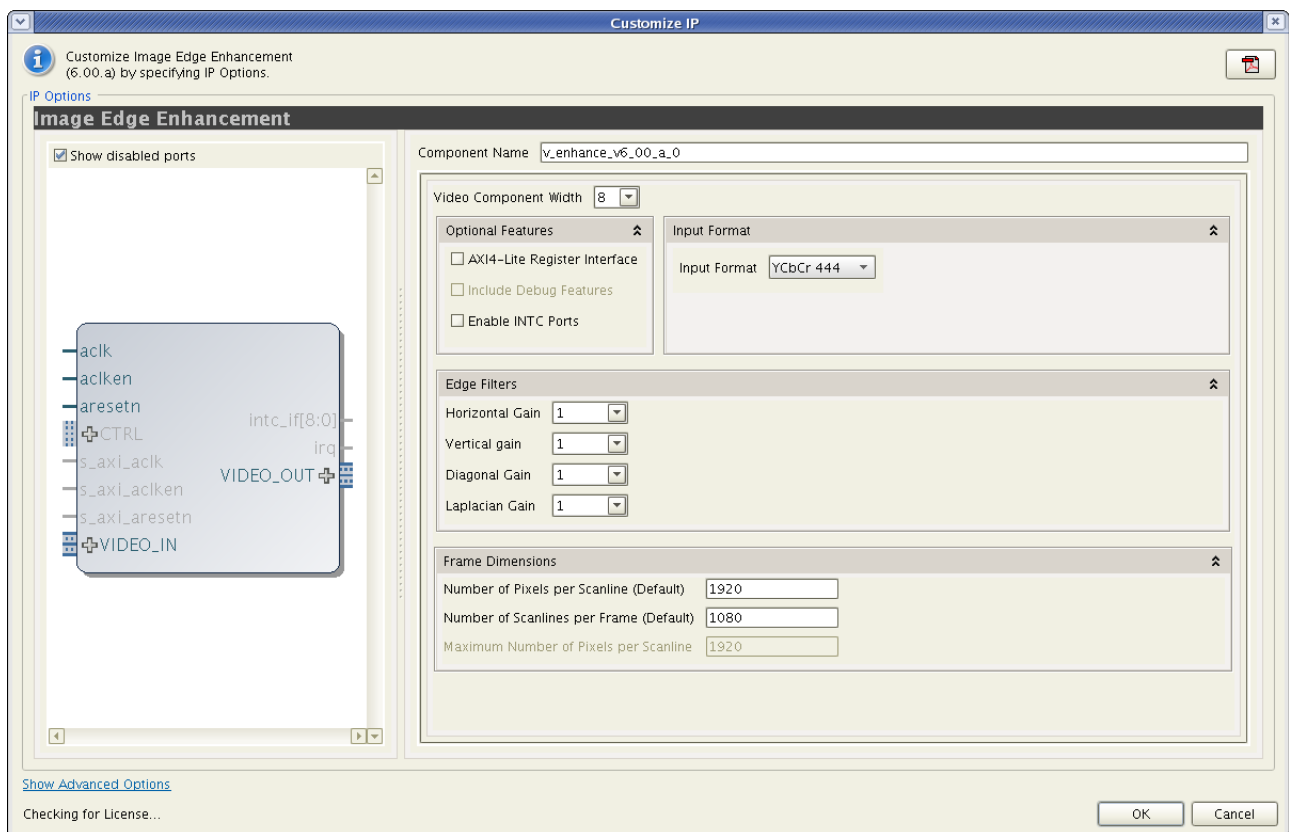 Customize IP
Customize Image Edge Enhancement
(6.00.a) by specifying IP Options.
IP Options
Image Edge Enhancement
Show disabled ports
aclk
aclken
aresetn
CTRL
s_axi_aclk
s_axi_aclken
s_axi_aresetn
VIDEO_IN
intc_if[8:0]
irq
VIDEO_OUT
Component Name v_enhance_v6_00_a_0
Video Component Width 8
Optional Features
AXI4-Lite Register Interface
Include Debug Features
Enable INTC Ports
Input Format
Input Format YCbCr 444
Edge Filters
Horizontal Gain 1
Vertical gain 1
Diagonal Gain 1
Laplacian Gain 1
Frame Dimensions
Number of Pixels per Scanline (Default) 1920
Number of Scanlines per Frame (Default) 1080
Maximum Number of Pixels per Scanline 1920
Show Advanced Options
Checking for License...
OK Cancel